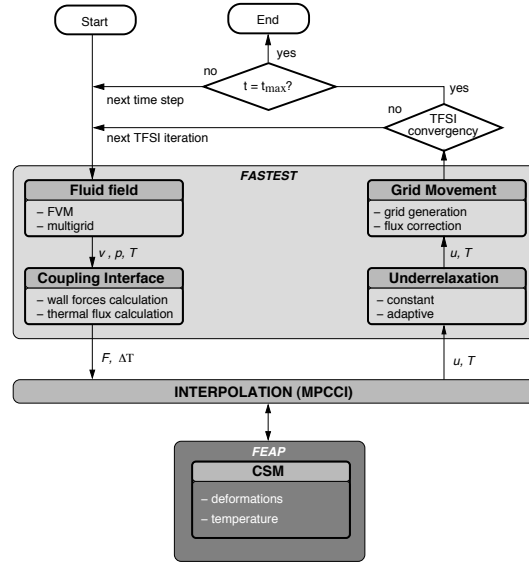 Start
End
yes
no
t = tmax?
yes
next time step
no
TFSI
convergency
next TFSI iteration
FASTEST
Fluid field
– FVM
– multigrid
Grid Movement
– grid generation
– flux correction
v , p, T
u, T
Coupling Interface
– wall forces calculation
– thermal flux calculation
Underrelaxation
– constant
– adaptive
F, ΔT
u, T
INTERPOLATION (MPCCI)
FEAP
CSM
– deformations
– temperature